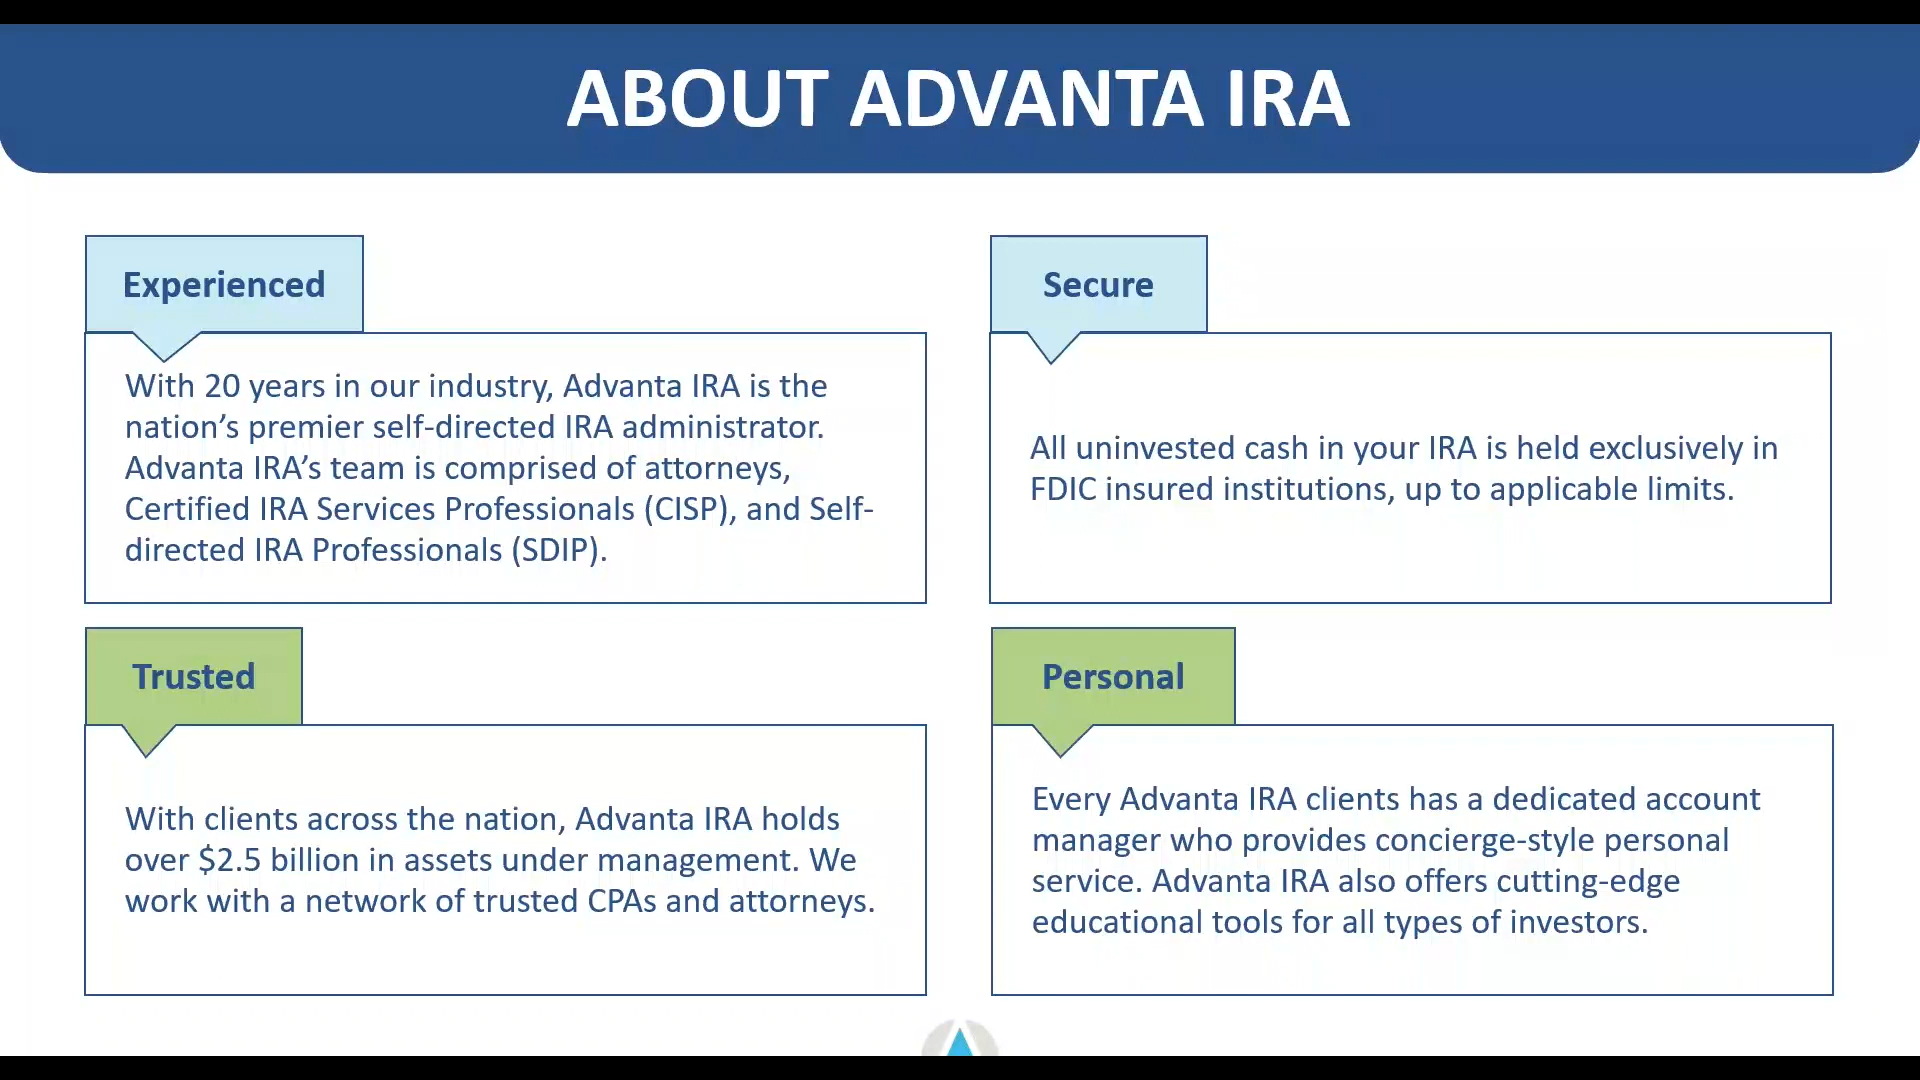 ABOUT ADVANTA IRA
Experienced
With 20 years in our industry, Advanta IRA is the
nation’s premier self-directed IRA administrator.
Advanta IRA’s team is comprised of attorneys,
Certified IRA Services Professionals (CISP), and Self-
directed IRA Professionals (SDIP).
Secure
All uninvested cash in your IRA is held exclusively in
FDIC insured institutions, up to applicable limits.
Trusted
With clients across the nation, Advanta IRA holds
over $2.5 billion in assets under management. We
work with a network of trusted CPAs and attorneys.
Personal
Every Advanta IRA clients has a dedicated account
manager who provides concierge-style personal
service. Advanta IRA also offers cutting-edge
educational tools for all types of investors.